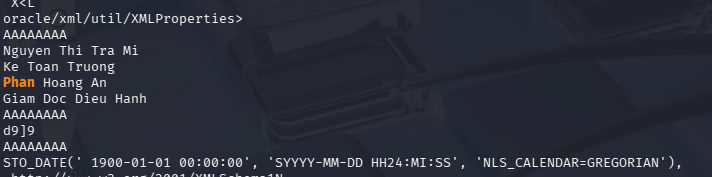 X<L
oracle/xml/util/XMLProperties>
AAAAAAAA
Nguyen Thi Tra Mi
Ke Toan Truong
Phan Hoang An
Giam Doc Dieu Hanh
AAAAAAAA
d9]9
AAAAAAAA
STO_DATE(' 1900-01-01 00:00:00', 'SYYYY-MM-DD HH24:MI:SS', 'NLS_CALENDAR=GREGORIAN'),